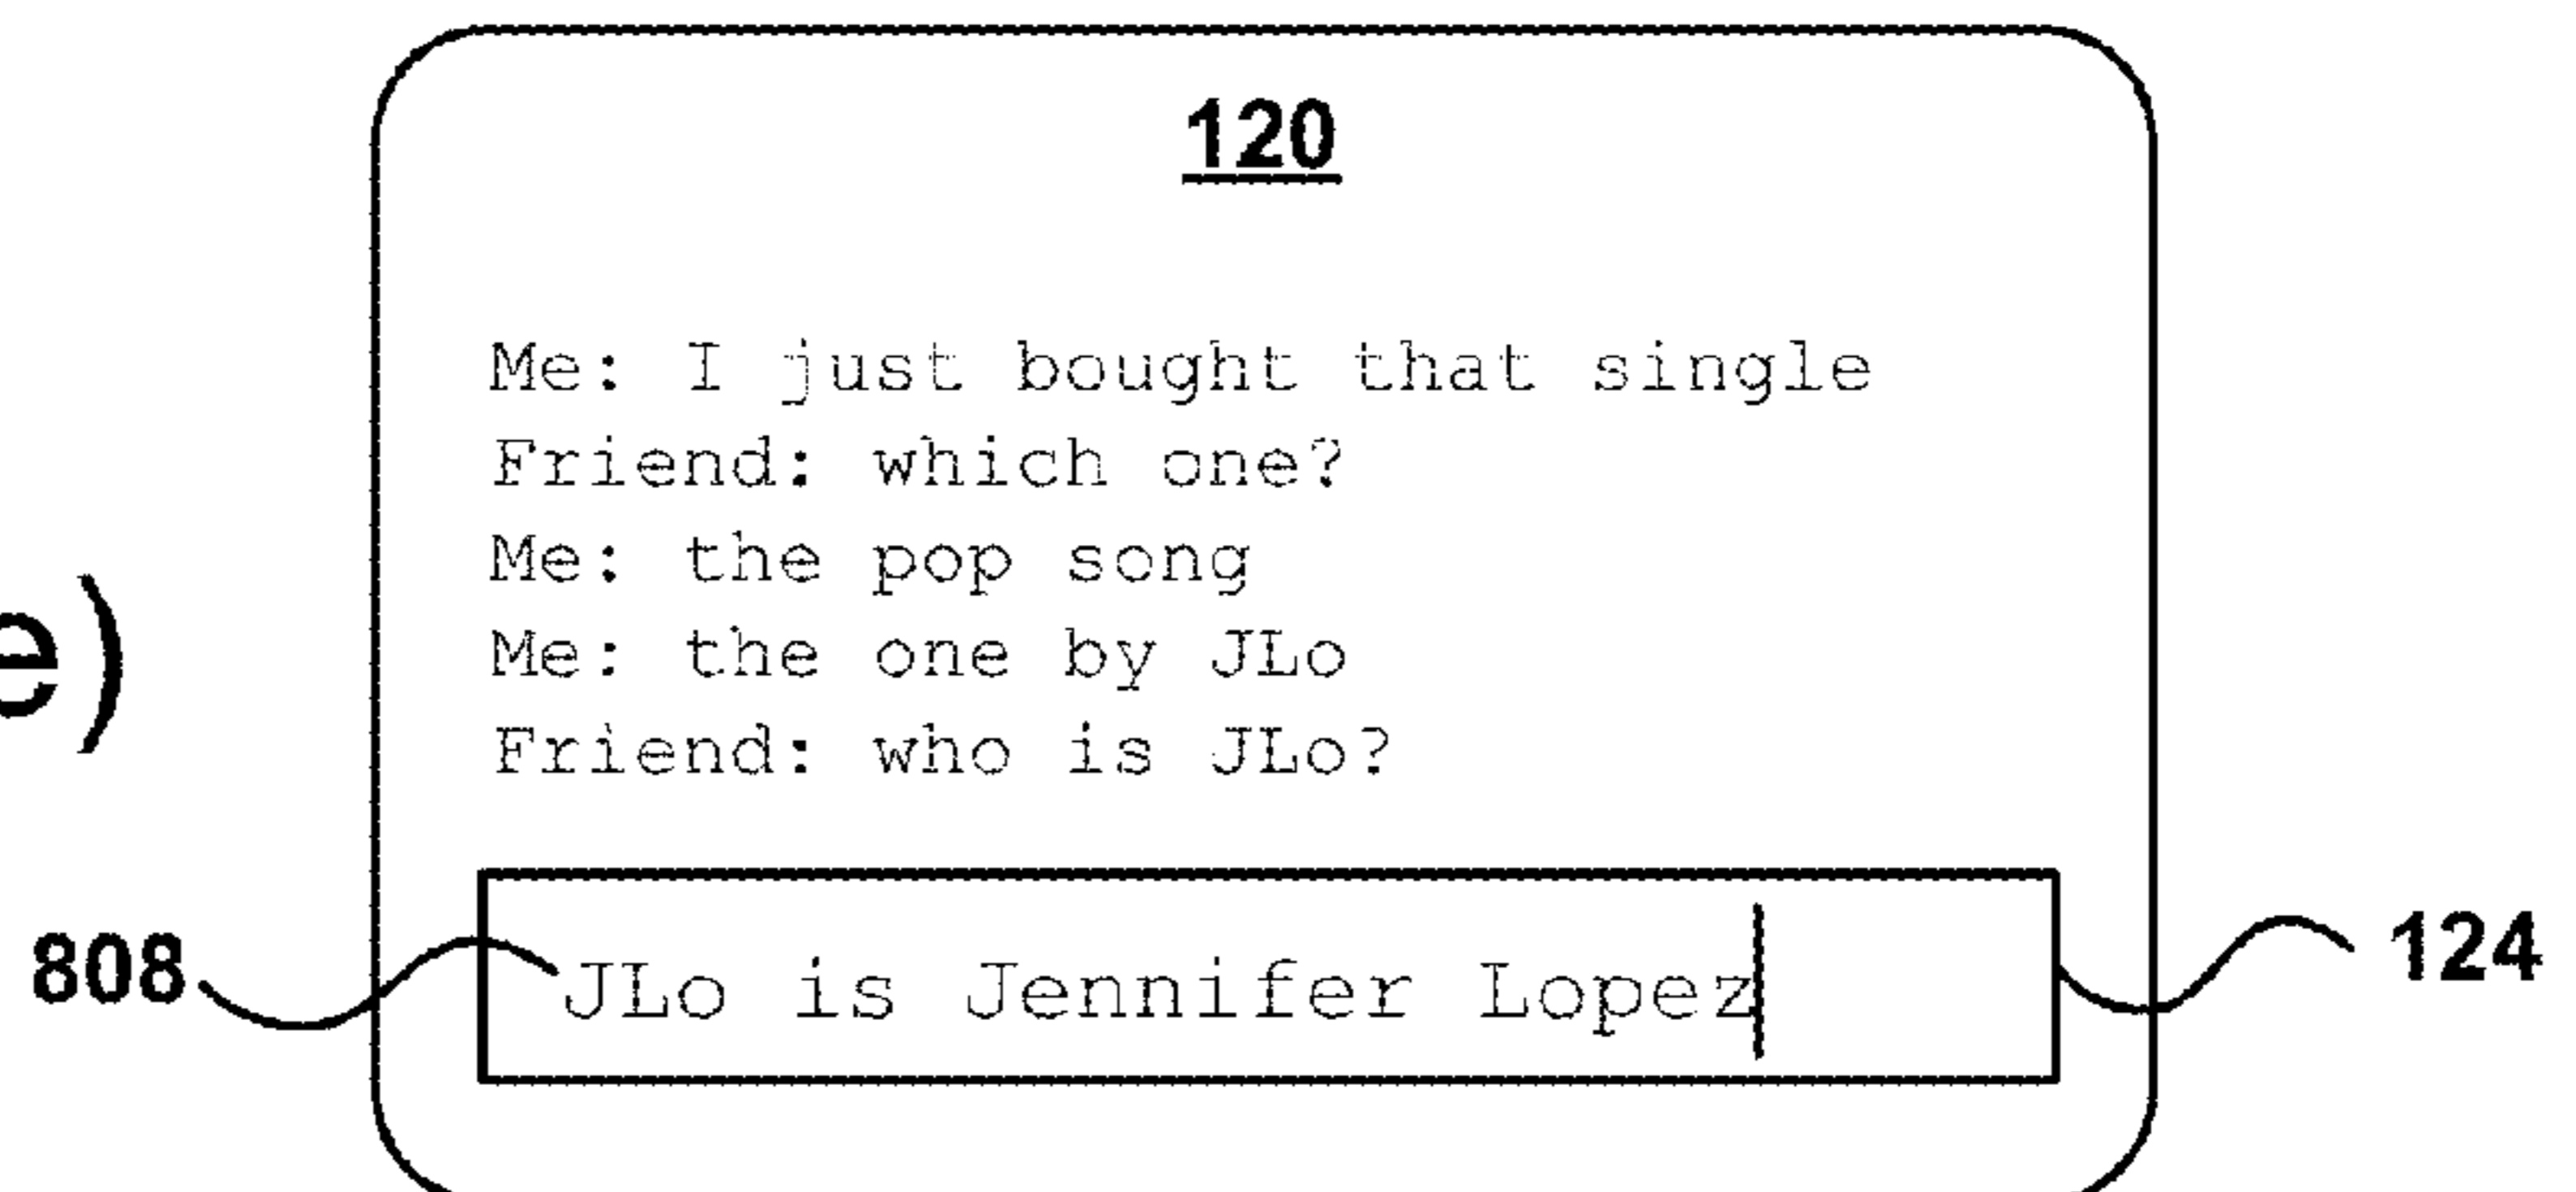 120
Me: I just bought that single
Friend: which one?
Me: the pop song
Me: the one by JLo
e)
Friend: who is JLo?
808
JLo is Jennifer Lopez
124